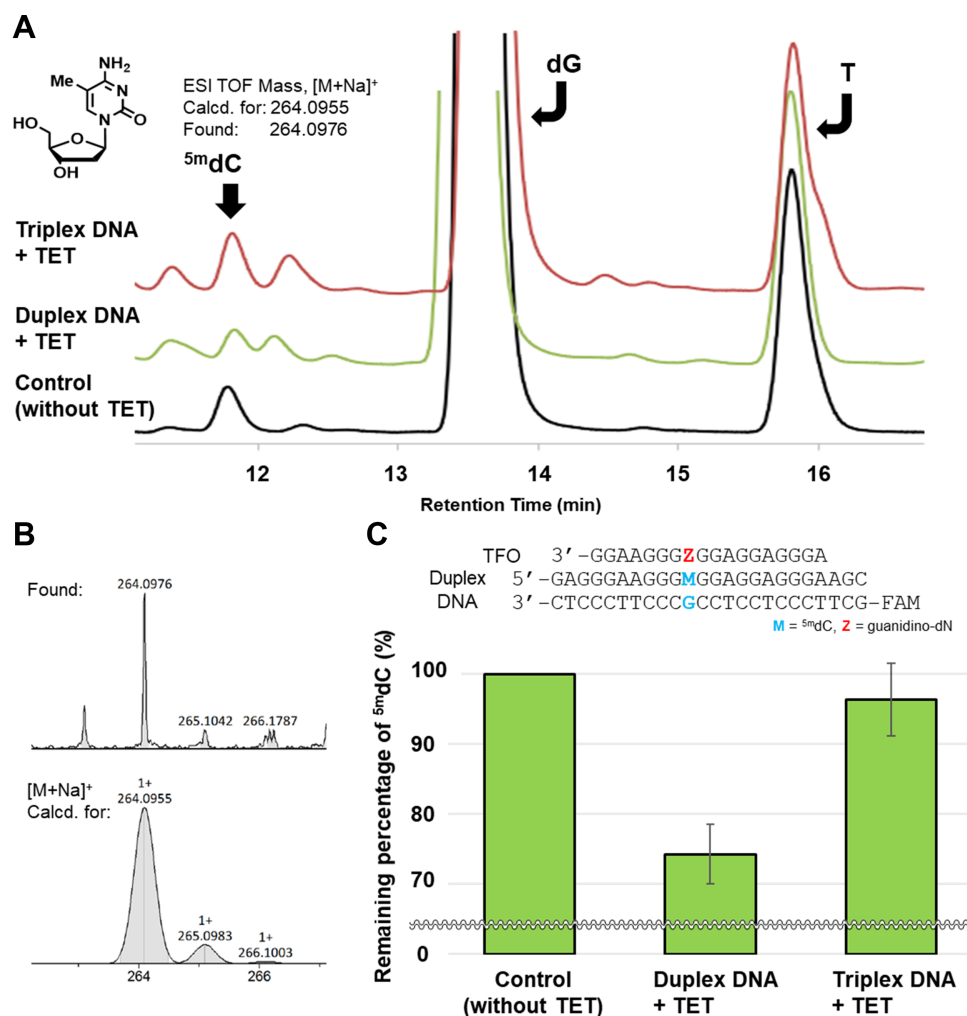 A
NH₂
Me
N
N
O
HO
O
OH
ESI TOF Mass, [M+Na]⁺
Calcd. for: 264.0955
Found: 264.0976
⁵ᵐdC
dG
T
Triplex DNA
+ TET
Duplex DNA
+ TET
Control
(without TET)
12 13 14 15 16
Retention Time (min)
B
Found:
264.0976
265.1042 266.1787
[M+Na]⁺
Calcd. for:
1+
264.0955
1+
265.0983
1+
266.1003
264 266
C
TFO 3′-GGAAGGGZGGAGGAGGGA
Duplex 5′-GAGGGAAGGGMGGAGGAGGGAAGC
DNA 3′-CTCCCTTCCCGCCTCCTCCCTTCG-FAM
M = ⁵ᵐdC, Z = guanidino-dN
Remaining percentage of ⁵ᵐdC (%)
100
90
80
70
0
Control
(without TET)
Duplex DNA
+ TET
Triplex DNA
+ TET